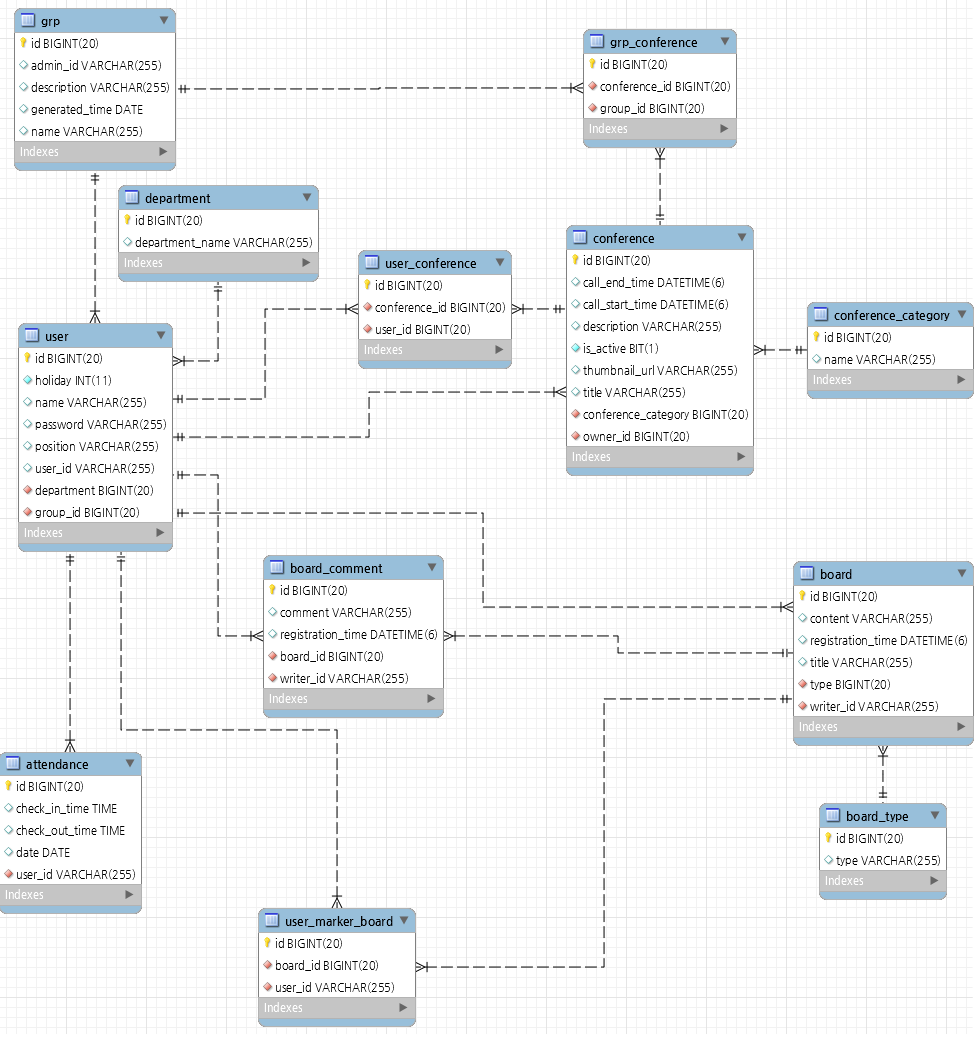 grp
id BIGINT(20)
admin_id VARCHAR(255)
description VARCHAR(255)
generated_time DATE
name VARCHAR(255)
Indexes
grp_conference
id BIGINT(20)
conference_id BIGINT(20)
group_id BIGINT(20)
Indexes
department
id BIGINT(20)
department_name VARCHAR(255)
Indexes
user_conference
id BIGINT(20)
conference_id BIGINT(20)
user_id BIGINT(20)
Indexes
conference
id BIGINT(20)
call_end_time DATETIME(6)
call_start_time DATETIME(6)
description VARCHAR(255)
is_active BIT(1)
thumbnail_url VARCHAR(255)
title VARCHAR(255)
conference_category BIGINT(20)
owner_id BIGINT(20)
Indexes
conference_category
id BIGINT(20)
name VARCHAR(255)
Indexes
user
id BIGINT(20)
holiday INT(11)
name VARCHAR(255)
password VARCHAR(255)
position VARCHAR(255)
user_id VARCHAR(255)
department BIGINT(20)
group_id BIGINT(20)
Indexes
board_comment
id BIGINT(20)
comment VARCHAR(255)
registration_time DATETIME(6)
board_id BIGINT(20)
writer_id VARCHAR(255)
Indexes
board
id BIGINT(20)
content VARCHAR(255)
registration_time DATETIME(6)
title VARCHAR(255)
type BIGINT(20)
writer_id VARCHAR(255)
Indexes
attendance
id BIGINT(20)
check_in_time TIME
check_out_time TIME
date DATE
user_id VARCHAR(255)
Indexes
board_type
id BIGINT(20)
type VARCHAR(255)
Indexes
user_marker_board
id BIGINT(20)
board_id BIGINT(20)
user_id VARCHAR(255)
Indexes